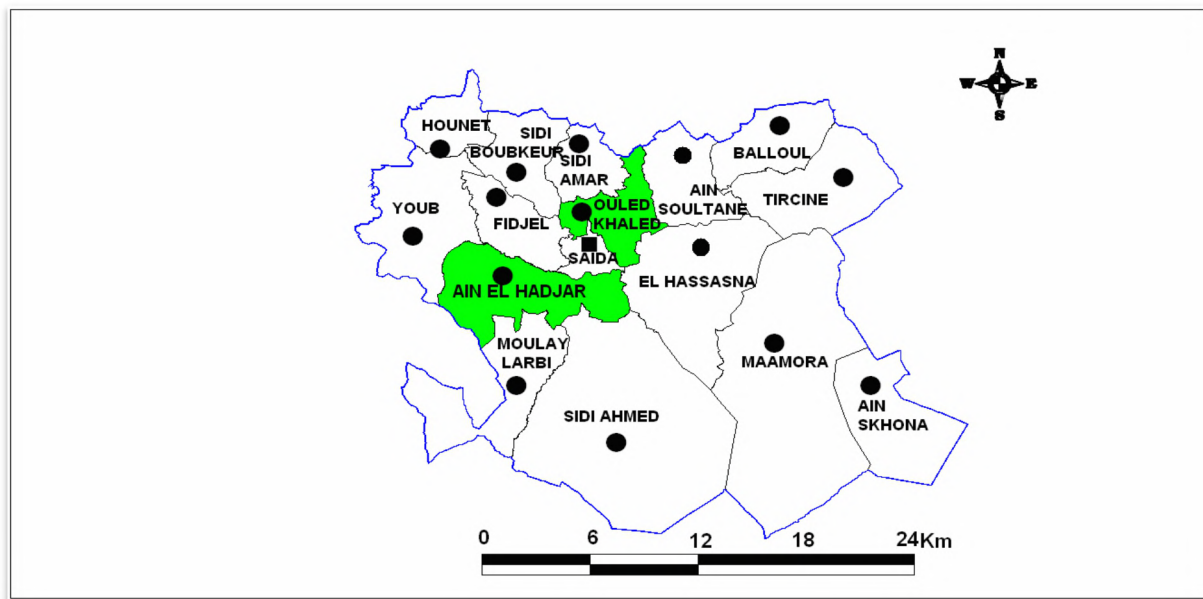 N
W E
S
HOUNET
SIDI
BOUBKEUR
SIDI
AMAR
BALLOUL
AIN
SOULTANE
TIRCINE
YOUB
FIDJEL
OULED
KHALED
SAIDA
EL HASSASNA
AIN EL HADJAR
MOULAY
LARBI
MAAMORA
SIDI AHMED
AIN
SKHONA
0 6 12 18 24Km